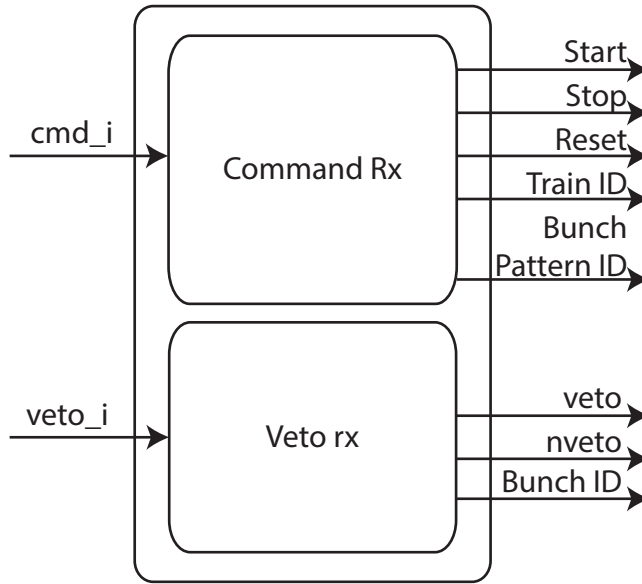 cmd_i
Command Rx
Start
Stop
Reset
Train ID
Bunch
Pattern ID
veto_i
Veto rx
veto
nveto
Bunch ID